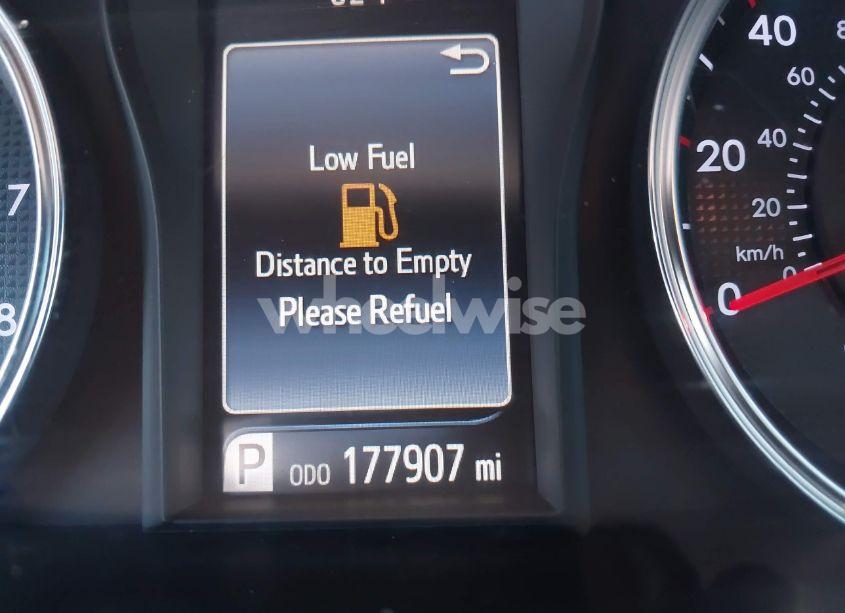 Low Fuel
Distance to Empty
Please Refuel
wheelwise
P ODO 177907 mi
7
8
40
60
20
40
20
km/h
0
0